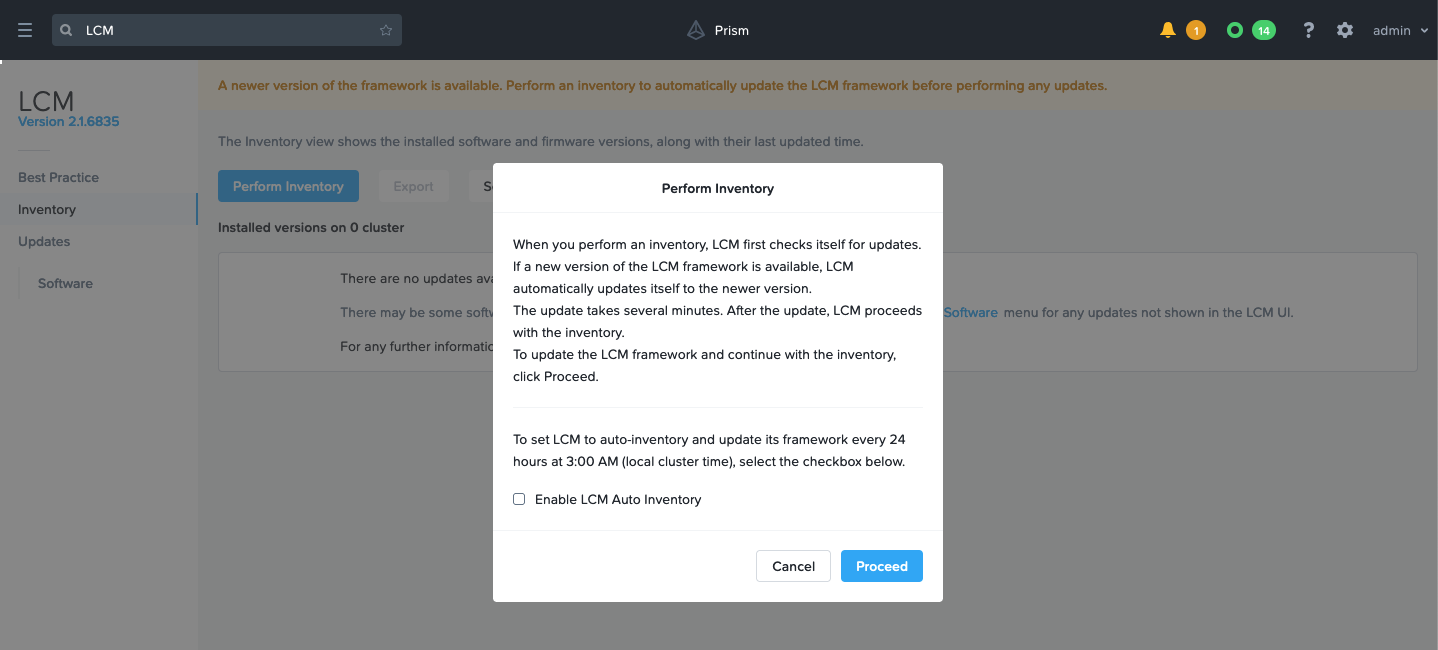 LCM
Prism
1
14
?
admin
LCM
Version 2.1.6835
A newer version of the framework is available. Perform an inventory to automatically update the LCM framework before performing any updates.
The Inventory view shows the installed software and firmware versions, along with their last updated time.
Best Practice
Inventory
Updates
Software
Perform Inventory
Export
Installed versions on 0 cluster
There are no updates
There may be some
Software menu for any updates not shown in the LCM UI.
For any further
Perform Inventory
When you perform an inventory, LCM first checks itself for updates.
If a new version of the LCM framework is available, LCM
automatically updates itself to the newer version.
The update takes several minutes. After the update, LCM proceeds
with the inventory.
To update the LCM framework and continue with the inventory,
click Proceed.
To set LCM to auto-inventory and update its framework every 24
hours at 3:00 AM (local cluster time), select the checkbox below.
Enable LCM Auto Inventory
Cancel
Proceed